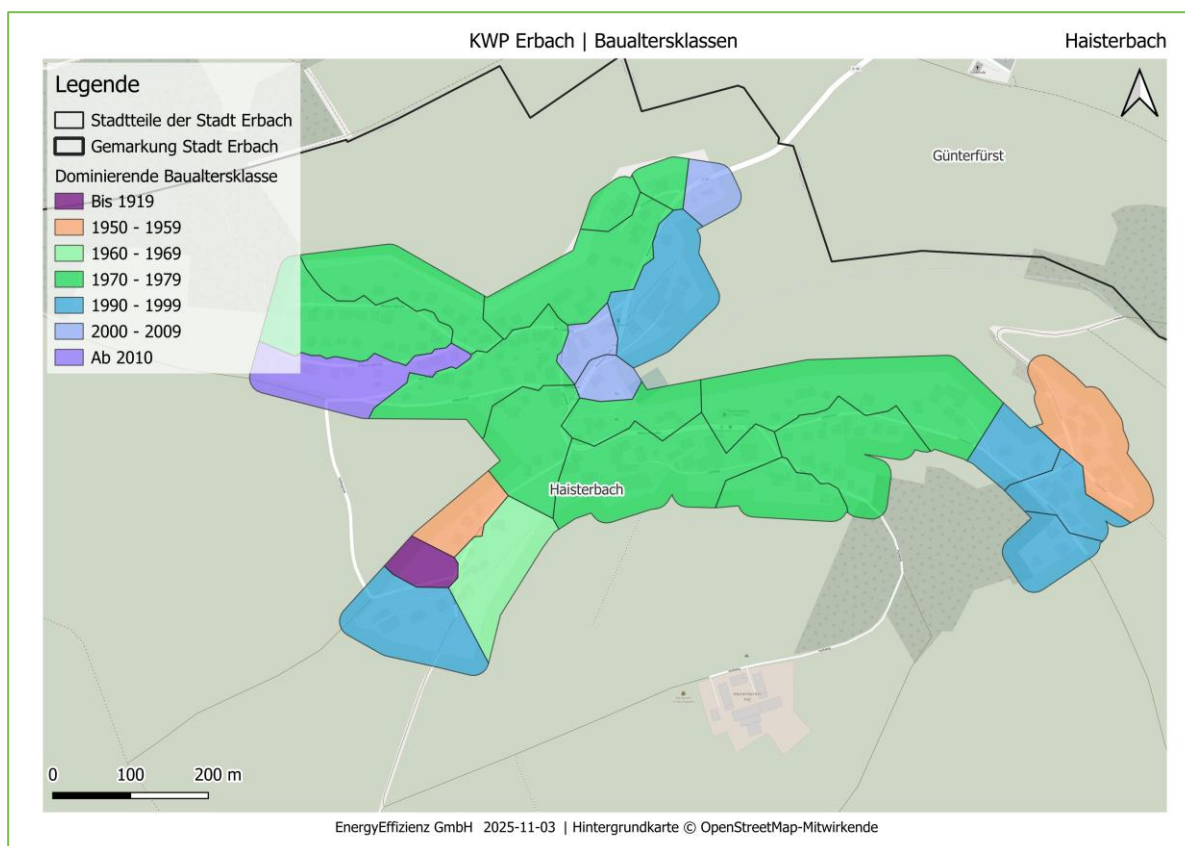 KWP Erbach | Baualtersklassen
Haisterbach
Legende
Stadtteile der Stadt Erbach
Gemarkung Stadt Erbach
Dominierende Baualtersklasse
Bis 1919
1950 - 1959
1960 - 1969
1970 - 1979
1990 - 1999
2000 - 2009
Ab 2010
Günterfürst
Haisterbach
0 100 200 m
EnergyEffizienz GmbH 2025-11-03 | Hintergrundkarte © OpenStreetMap-Mitwirkende